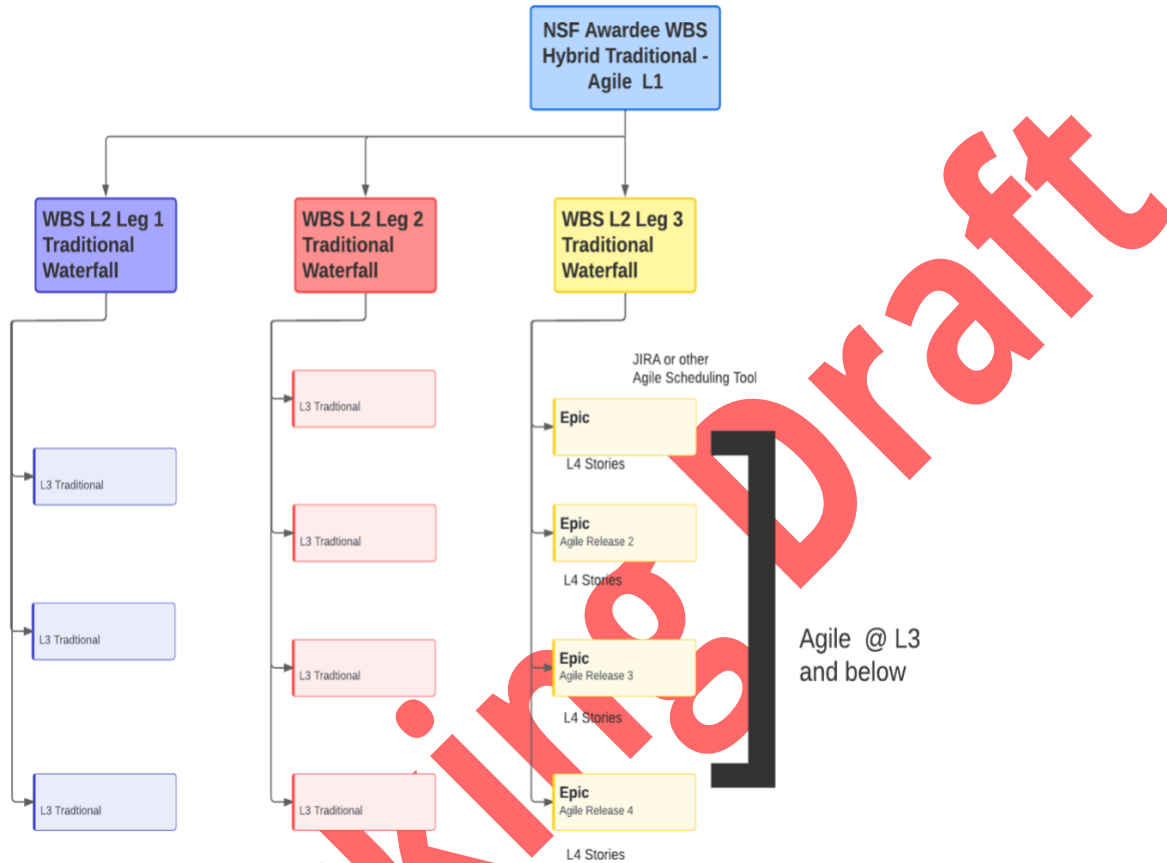 NSF Awardee WBS
Hybrid Traditional -
Agile L1
WBS L2 Leg 1
Traditional
Waterfall
L3 Traditional
L3 Tradtional
L3 Tradtional
WBS L2 Leg 2
Traditional
Waterfall
L3 Tradtional
L3 Tradtional
L3 Tradtional
L3 Tradtional
WBS L2 Leg 3
Traditional
Waterfall
JIRA or other
Agile Scheduling Tool
Epic
L4 Stories
Epic
Agile Release 2
L4 Stories
Epic
Agile Release 3
L4 Stories
Epic
Agile Release 4
L4 Stories
Agile @ L3
and below
king Draft